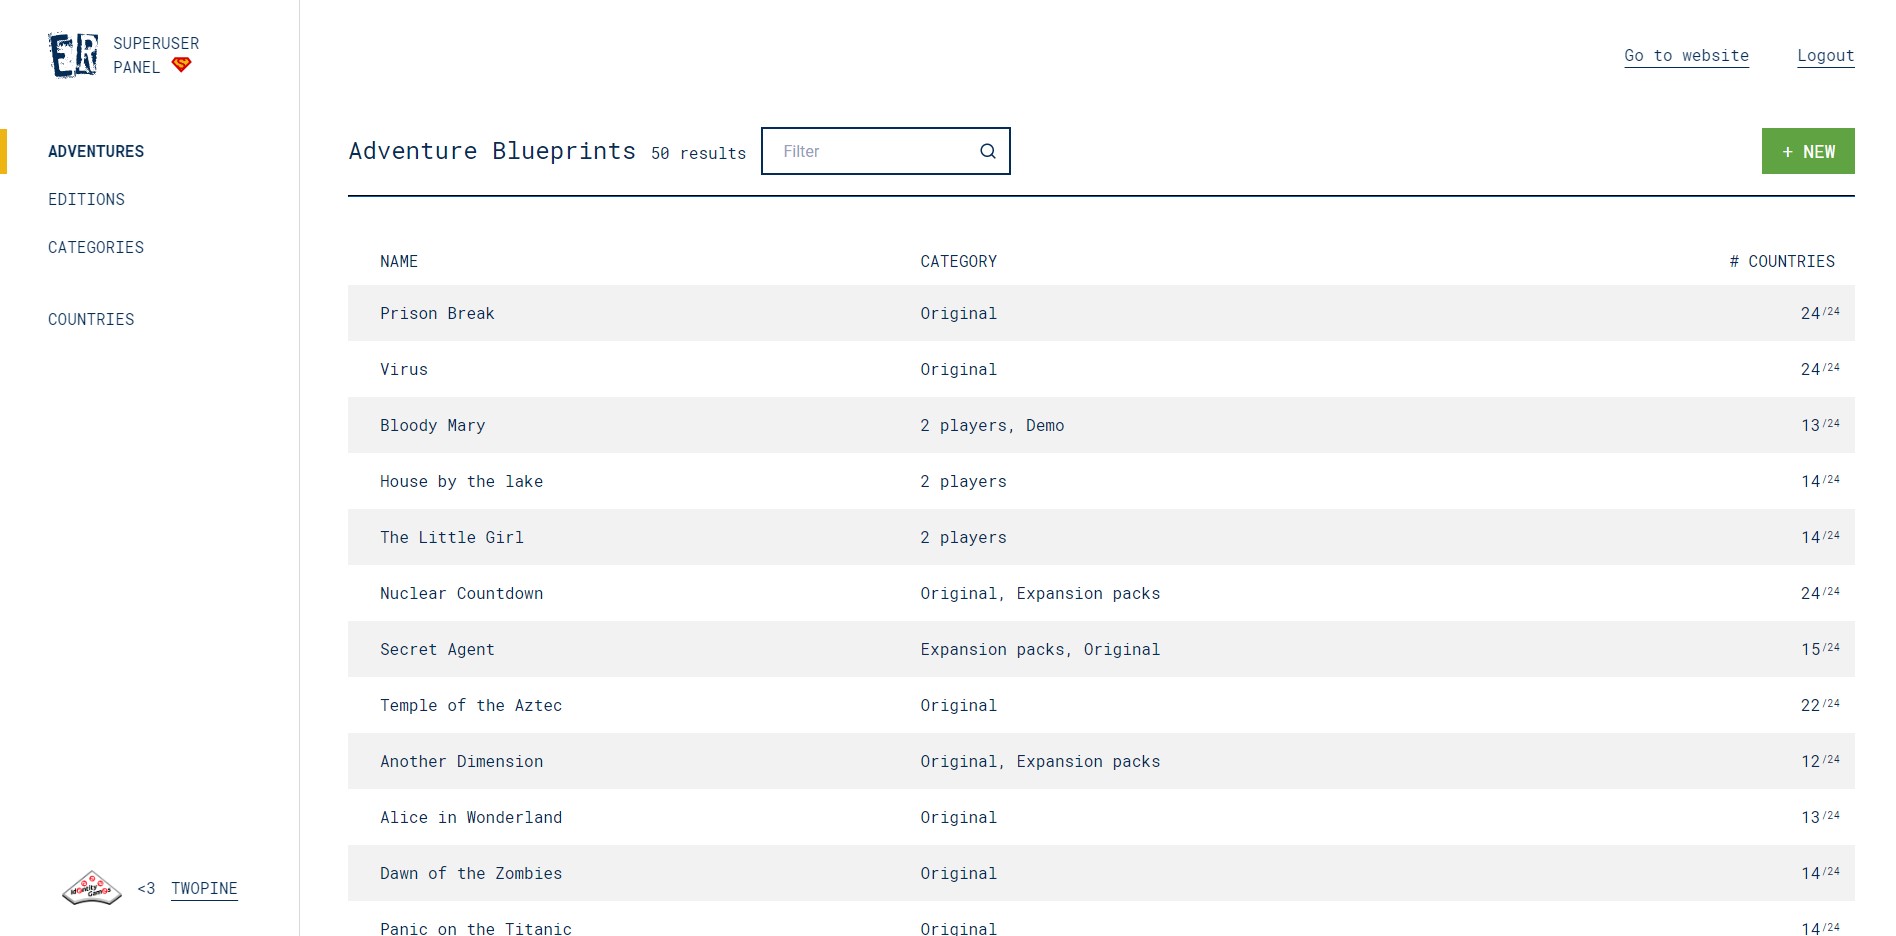 ER
SUPERUSER
PANEL
Go to website
Logout
ADVENTURES
EDITIONS
CATEGORIES
COUNTRIES
Adventure Blueprints 50 results
Filter
+ NEW
NAME CATEGORY # COUNTRIES
Prison Break Original 24/24
Virus Original 24/24
Bloody Mary 2 players, Demo 13/24
House by the lake 2 players 14/24
The Little Girl 2 players 14/24
Nuclear Countdown Original, Expansion packs 24/24
Secret Agent Expansion packs, Original 15/24
Temple of the Aztec Original 22/24
Another Dimension Original, Expansion packs 12/24
Alice in Wonderland Original 13/24
Dawn of the Zombies Original 14/24
Panic on the Titanic Original 14/24
Identity
Games
<3 TWOPINE